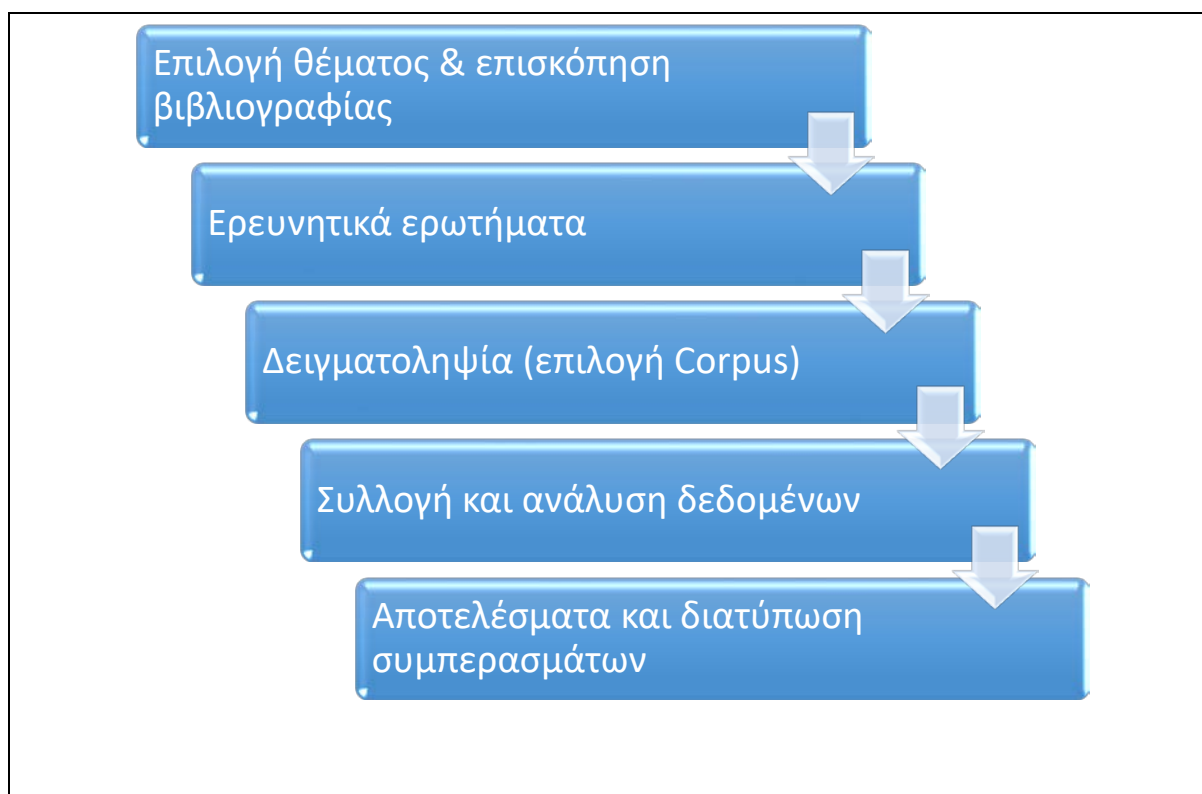 Επιλογή θέματος & επισκόπηση
βιβλιογραφίας
Ερευνητικά ερωτήματα
Δειγματοληψία (επιλογή Corpus)
Συλλογή και ανάλυση δεδομένων
Αποτελέσματα και διατύπωση
συμπερασμάτων